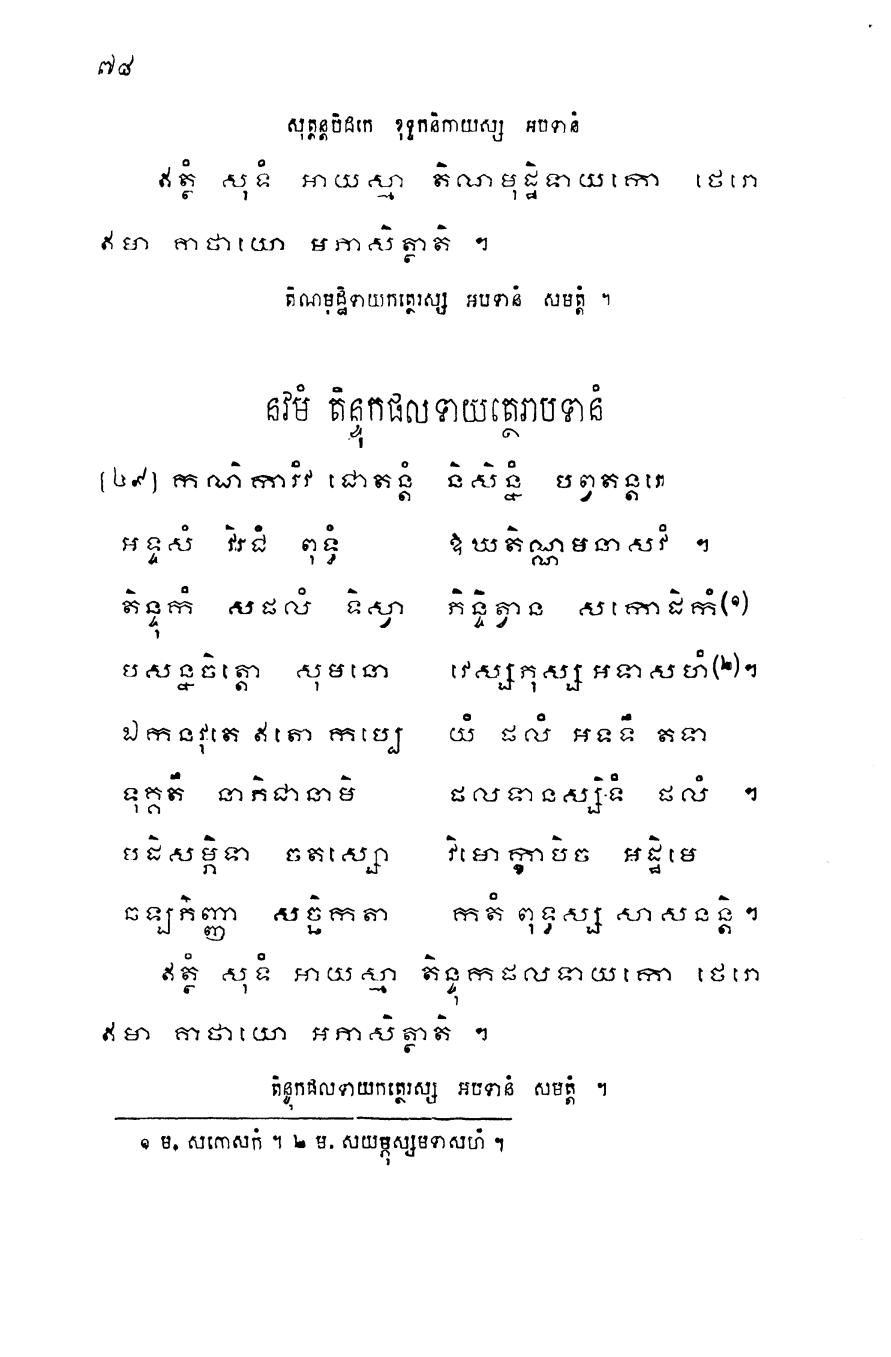 ៧៨
សុត្តន្តបិដកេ ខុទ្ទកនិកាយស្ស អបទានំ
ឥត្ថំ សុទំ អាយស្មា តិណមុដ្ឋិទាយកោ ថេរោ
ឥមា គាថាយោ អភាសិត្ថាតិ ។
តិណមុដ្ឋិទាយកត្ថេរស្ស អបទានំ សមត្តំ ។
នវមំ តិន្ទុកផលទាយត្ថេរាបទានំ
[៤៩] កណិការំវ ជោតន្តំ និសិន្នំ បព្វតន្តរេ
អទ្ទសំ វិរជំ ពុទ្ធំ ឱឃតិណ្ណមនាសវំ ។
តិន្ទុកំ សផលំ ទិស្វា ភិន្ទិត្វាន សកោដិកំ(១)
បសន្នចិត្តោ សុមនោ វេស្សភុស្ស អទាសហំ(២)។
ឯកនវុតេ ឥតោ កប្បេ យំ ផលំ អទទឹ តទា
ទុគ្គតឹ នាភិជានាមិ ផលទានស្សិទំ ផលំ ។
បដិសម្ភិទា ចតស្សោ វិមោក្ខាបិច អដ្ឋិមេ
ឆឡភិញ្ញា សច្ឆិកតា កតំ ពុទ្ធស្ស សាសនន្តិ ។
ឥត្ថំ សុទំ អាយស្មា តិន្ទុកផលទាយកោ ថេរោ
ឥមា គាថាយោ អភាសិត្ថាតិ ។
តិន្ទុកផលទាយកត្ថេរស្ស អបទានំ សមត្តំ ។
១ ម. សកោសកំ ។ ២ ម. សយម្ភុស្សមទាសហំ ។